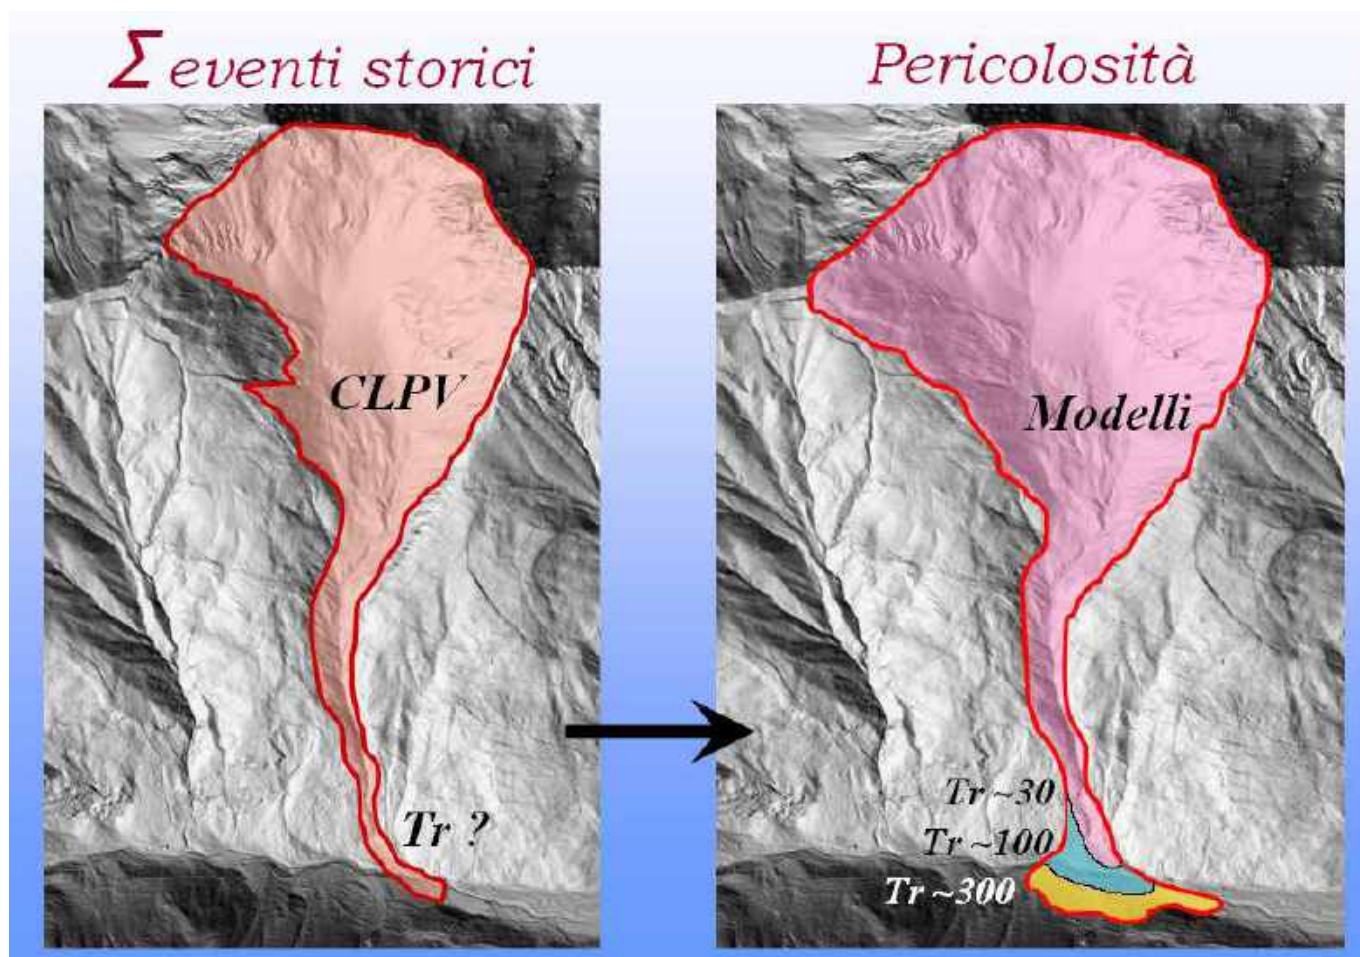 Σ eventi storici
Pericolosità
CLPV
Modelli
Tr ?
Tr ~30
Tr ~100
Tr ~300